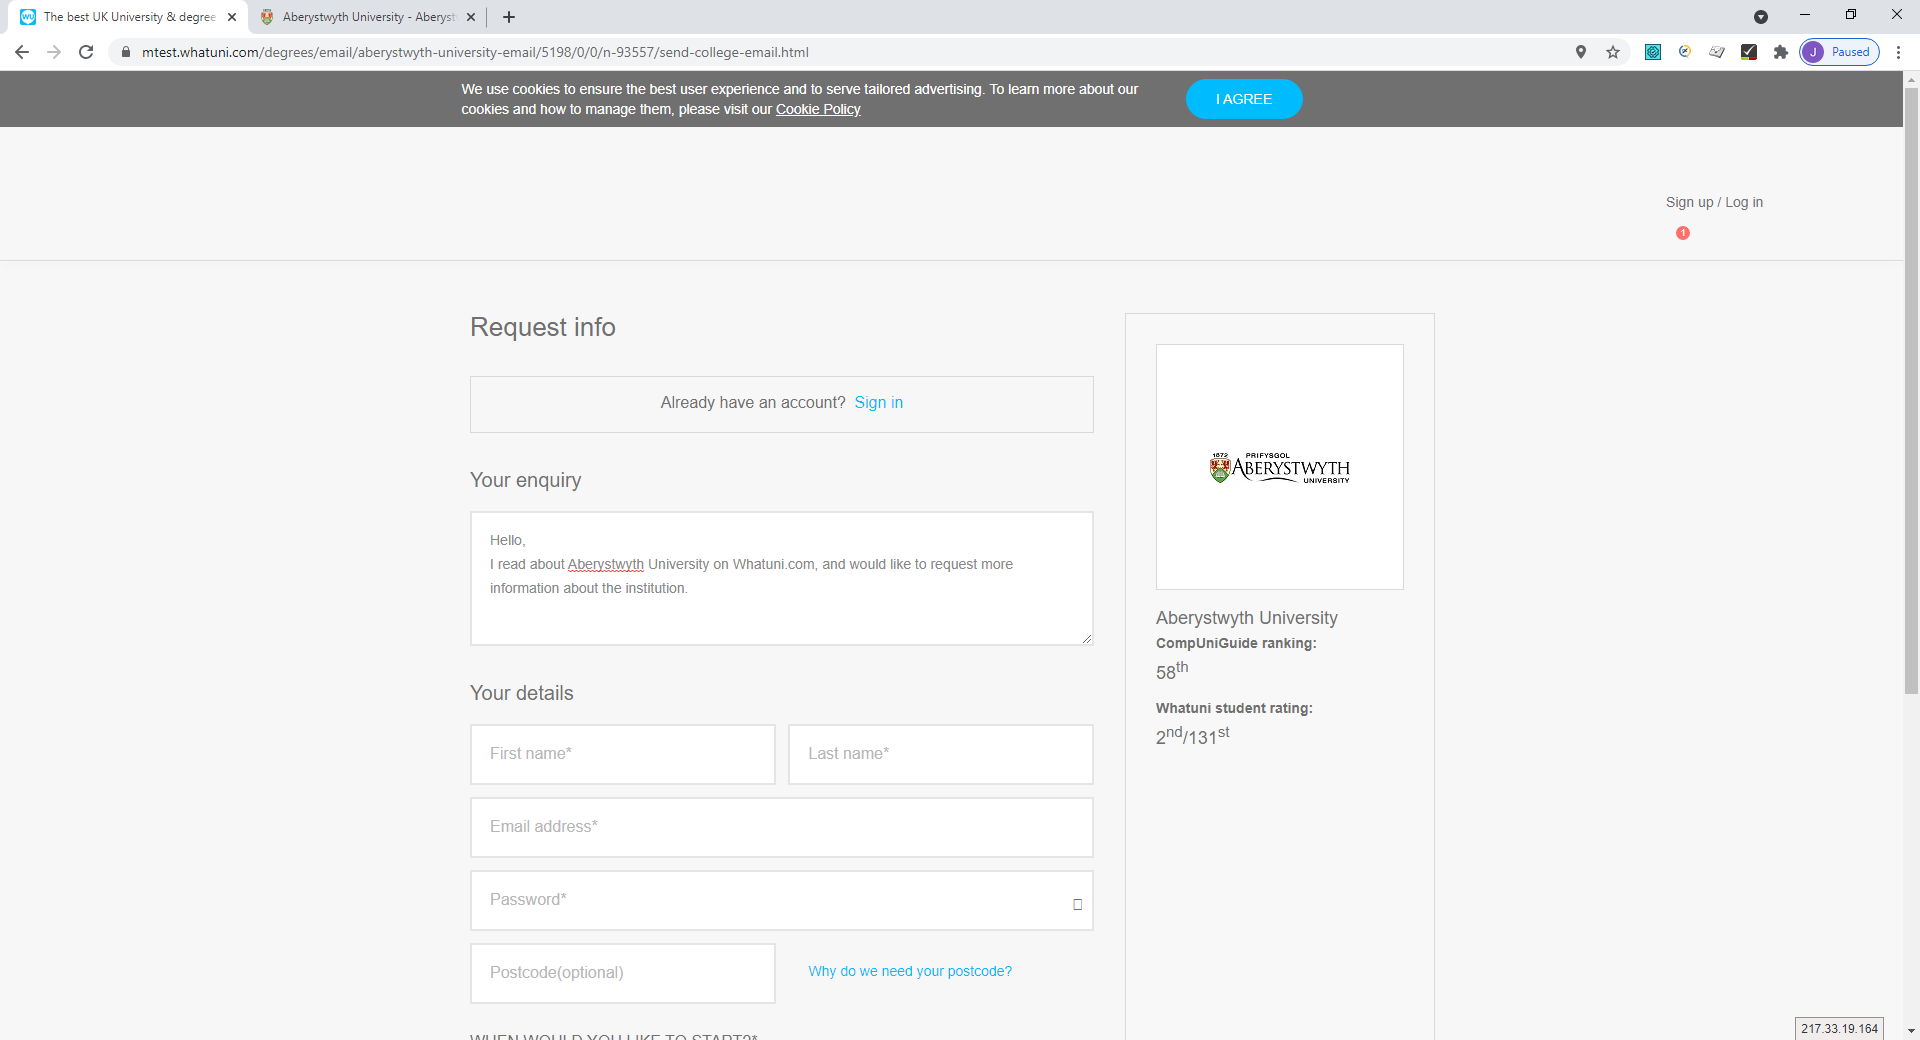 The best UK University & degree
Aberystwyth University - Aberyst
mtest.whatuni.com/degrees/email/aberystwyth-university-email/5198/0/0/n-93557/send-college-email.html
J Paused
We use cookies to ensure the best user experience and to serve tailored advertising. To learn more about our
cookies and how to manage them, please visit our Cookie Policy
I AGREE
Sign up / Log in
1
Request info
Already have an account? Sign in
Your enquiry
Hello,
I read about Aberystwyth University on Whatuni.com, and would like to request more
information about the institution.
Your details
First name*
Last name*
Email address*
Password*
Postcode(optional)
Why do we need your postcode?
WHEN WOULD YOU LIKE TO START?*
1872 PRIFYSGOL
ABERYSTWYTH
UNIVERSITY
Aberystwyth University
CompUniGuide ranking:
58th
Whatuni student rating:
2nd/131st
217.33.19.164